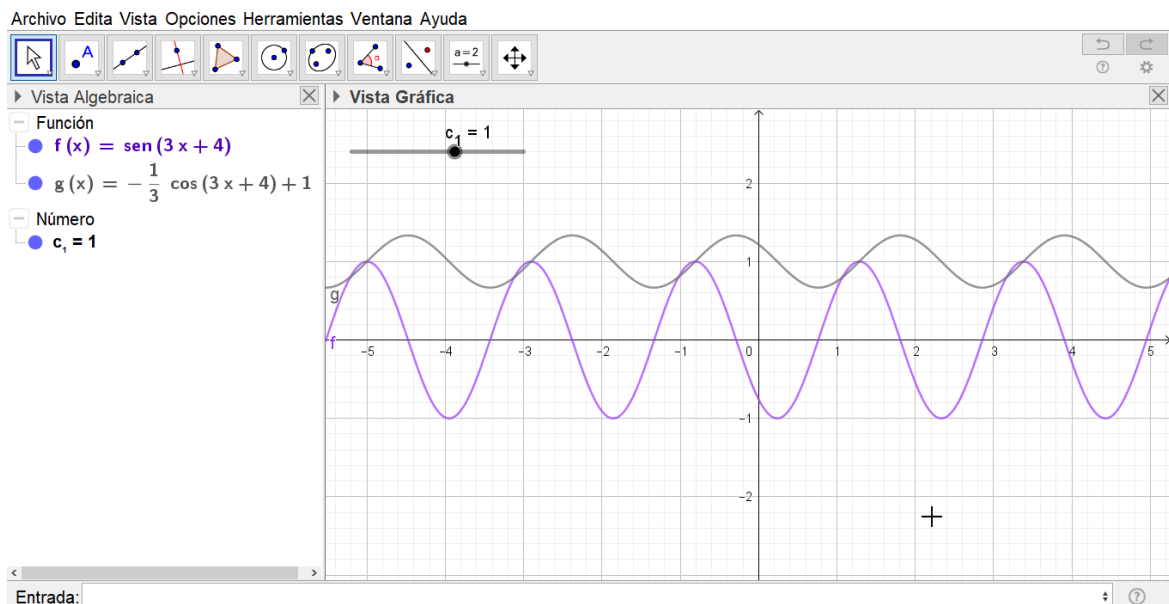 Archivo Edita Vista Opciones Herramientas Ventana Ayuda
A
α
a=2
Vista Algebraica
Vista Gráfica
Función
f (x) = sen (3 x + 4)
g (x) = − 1/3 cos (3 x + 4) + 1
Número
c₁ = 1
c₁ = 1
2
1
g
f
−5 −4 −3 −2 −1 0 1 2 3 4 5
−1
−2
Entrada: